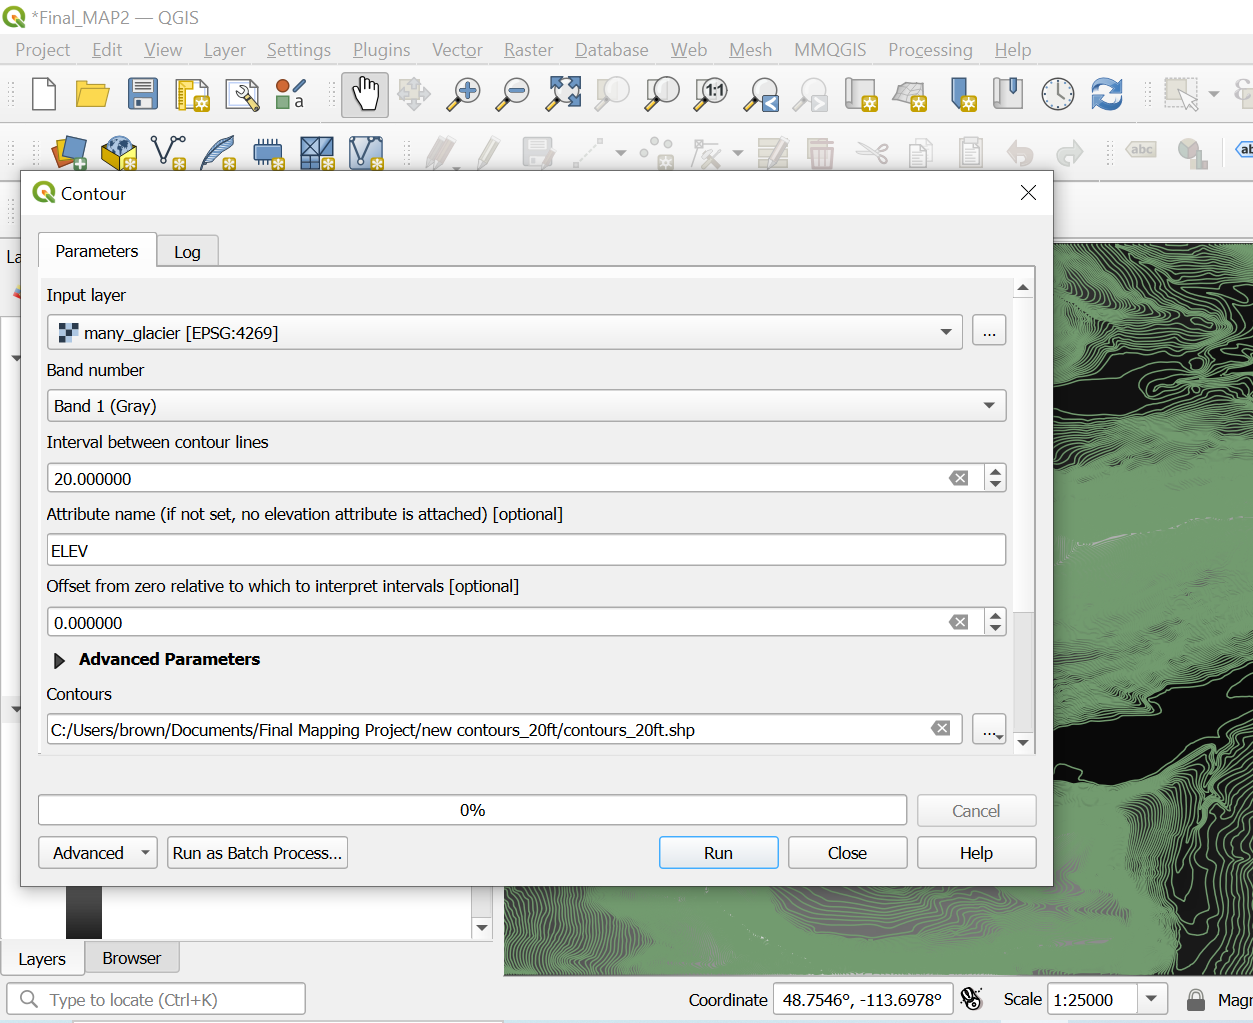 *Final_MAP2 — QGIS
Project Edit View Layer Settings Plugins Vector Raster Database Web Mesh MMQGIS Processing Help
a 1:1
abc ab
Contour
Parameters Log
La
Input layer
many_glacier [EPSG:4269] ...
Band number
Band 1 (Gray)
Interval between contour lines
20.000000
Attribute name (if not set, no elevation attribute is attached) [optional]
ELEV
Offset from zero relative to which to interpret intervals [optional]
0.000000
Advanced Parameters
Contours
C:/Users/brown/Documents/Final Mapping Project/new contours_20ft/contours_20ft.shp ...
0% Cancel
Advanced Run as Batch Process... Run Close Help
Layers Browser
Type to locate (Ctrl+K) Coordinate 48.7546°, -113.6978° Scale 1:25000 Magn